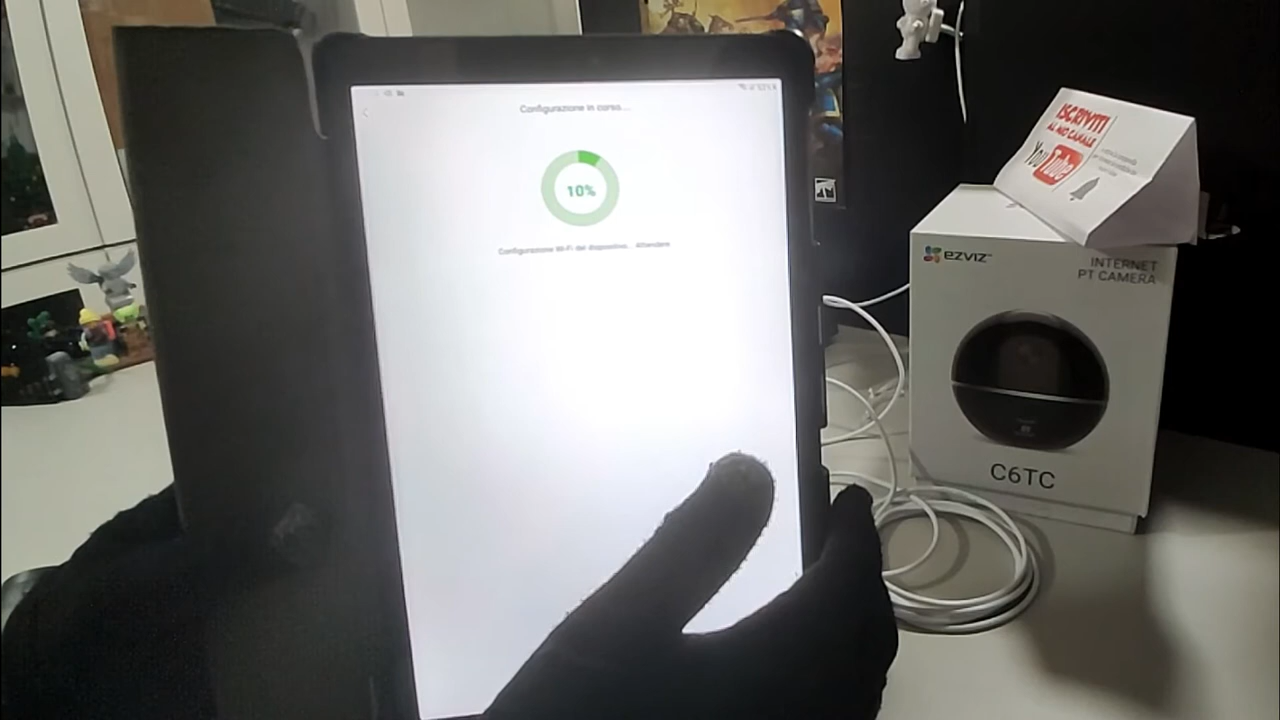 Configurazione in corso...
10%
Configurazione Wi-Fi del dispositivo. Attendere
ISCRIVITI
AL MIO CANALE
YouTube
ezviz
INTERNET
PT CAMERA
C6TC